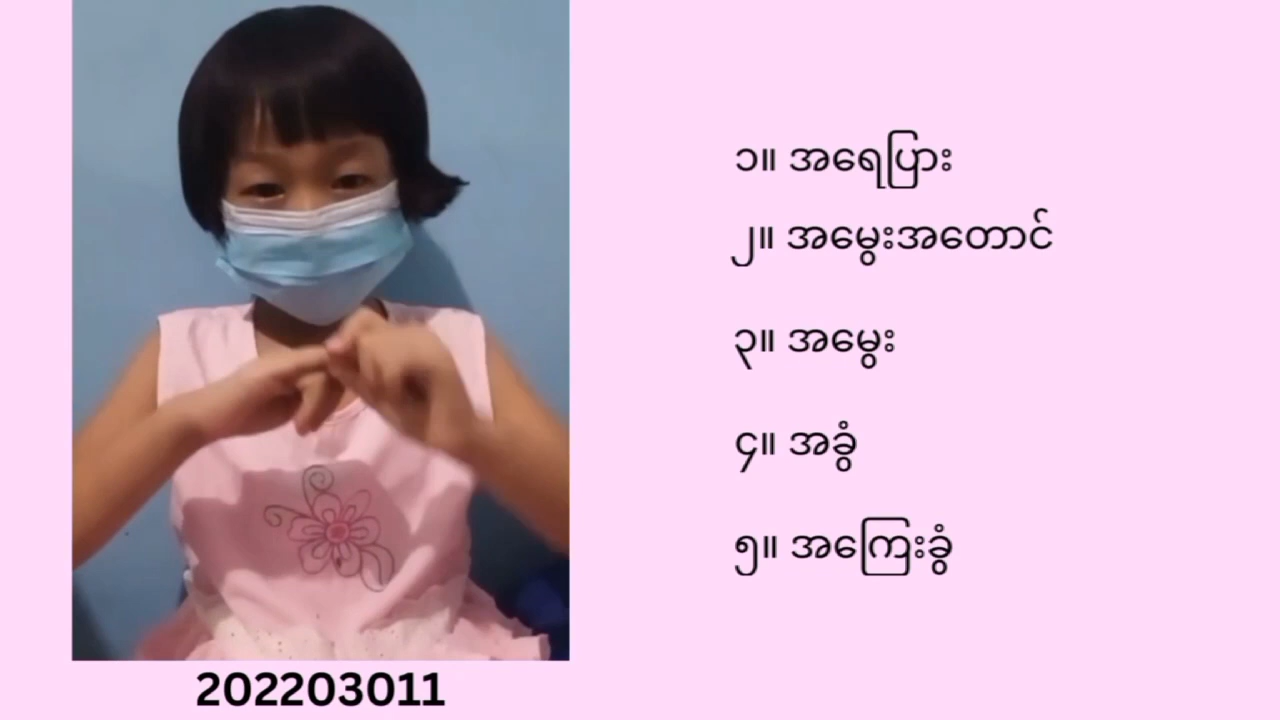 ၁။ အရေပြား
၂။ အမွေးအတောင်
၃။ အမွေး
၄။ အခွံ
၅။ အကြေးခွံ
202203011